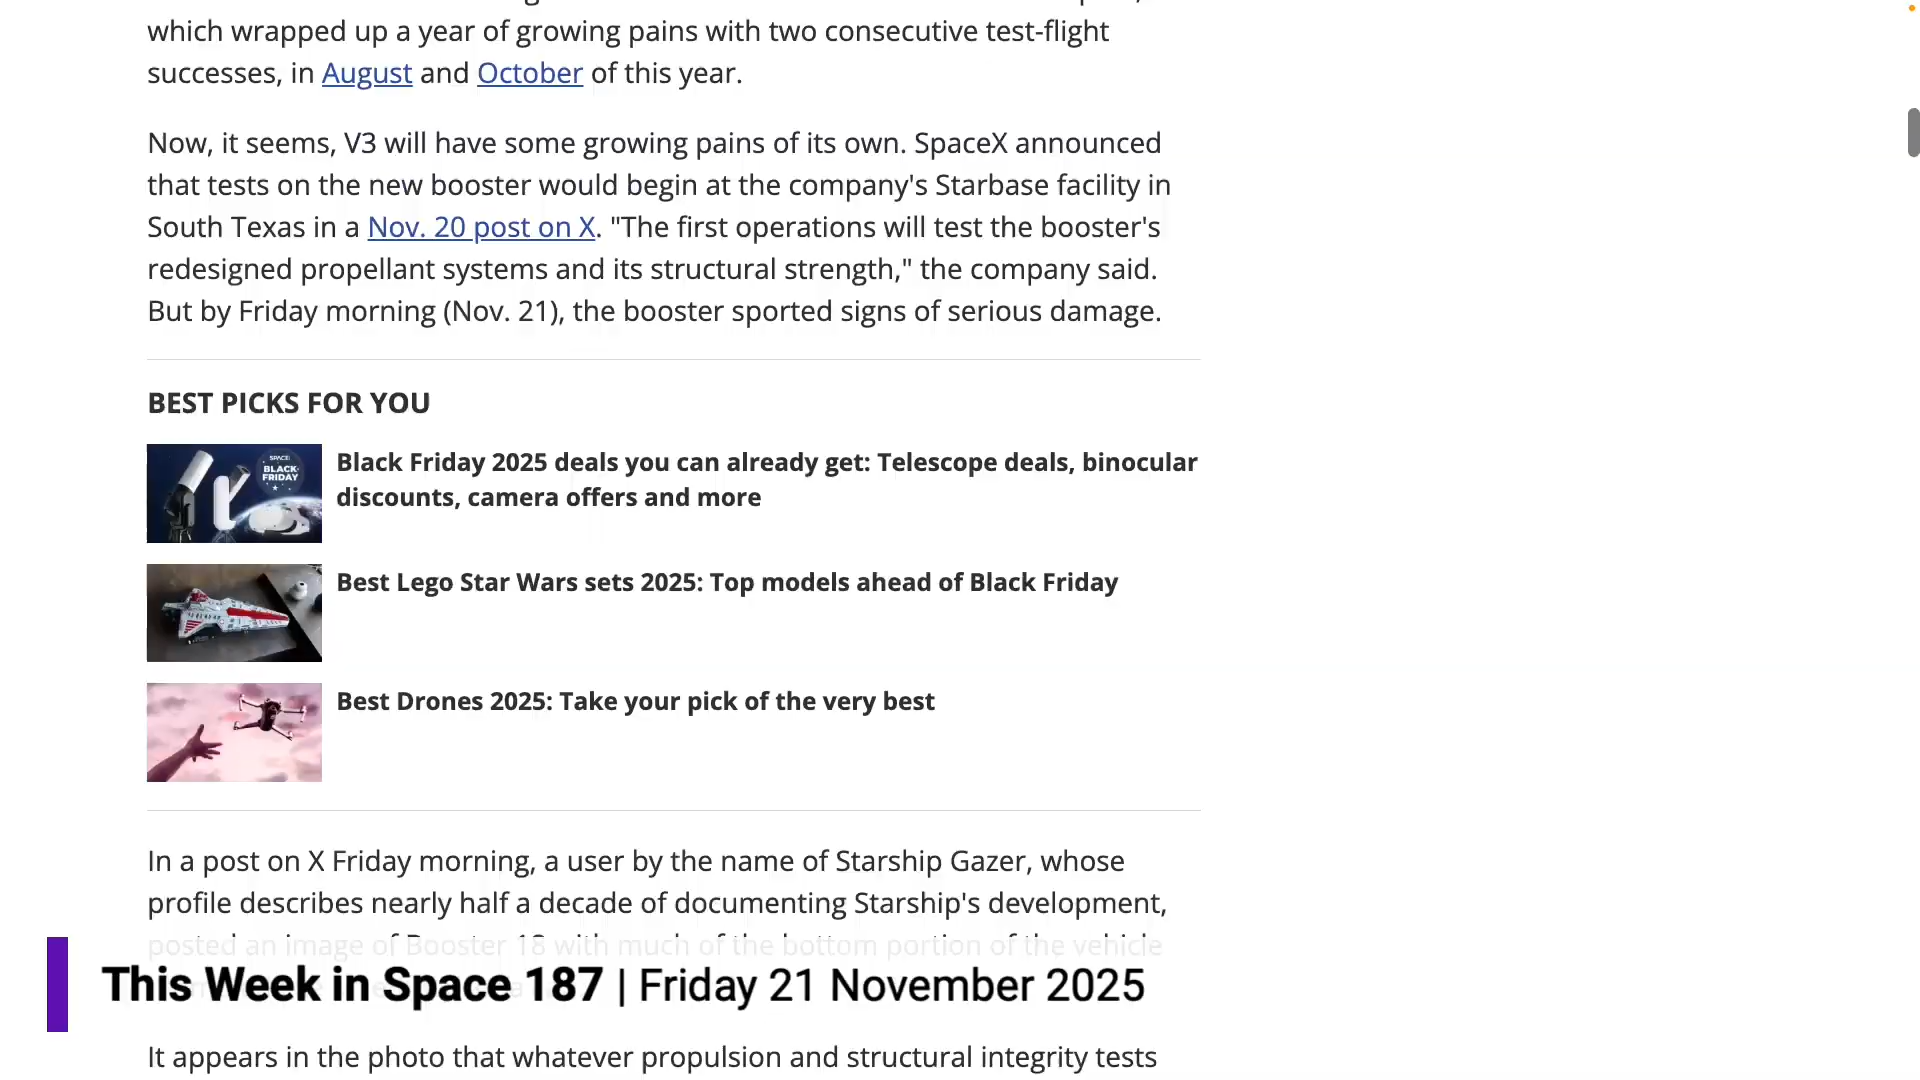 which wrapped up a year of growing pains with two consecutive test-flight
successes, in August and October of this year.
Now, it seems, V3 will have some growing pains of its own. SpaceX announced
that tests on the new booster would begin at the company's Starbase facility in
South Texas in a Nov. 20 post on X. "The first operations will test the booster's
redesigned propellant systems and its structural strength," the company said.
But by Friday morning (Nov. 21), the booster sported signs of serious damage.
BEST PICKS FOR YOU
SPACE
BLACK
FRIDAY
Black Friday 2025 deals you can already get: Telescope deals, binocular
discounts, camera offers and more
Best Lego Star Wars sets 2025: Top models ahead of Black Friday
Best Drones 2025: Take your pick of the very best
In a post on X Friday morning, a user by the name of Starship Gazer, whose
profile describes nearly half a decade of documenting Starship's development,
posted an image of Booster 18 with much of the bottom portion of the vehicle
This Week in Space 187 | Friday 21 November 2025
It appears in the photo that whatever propulsion and structural integrity tests